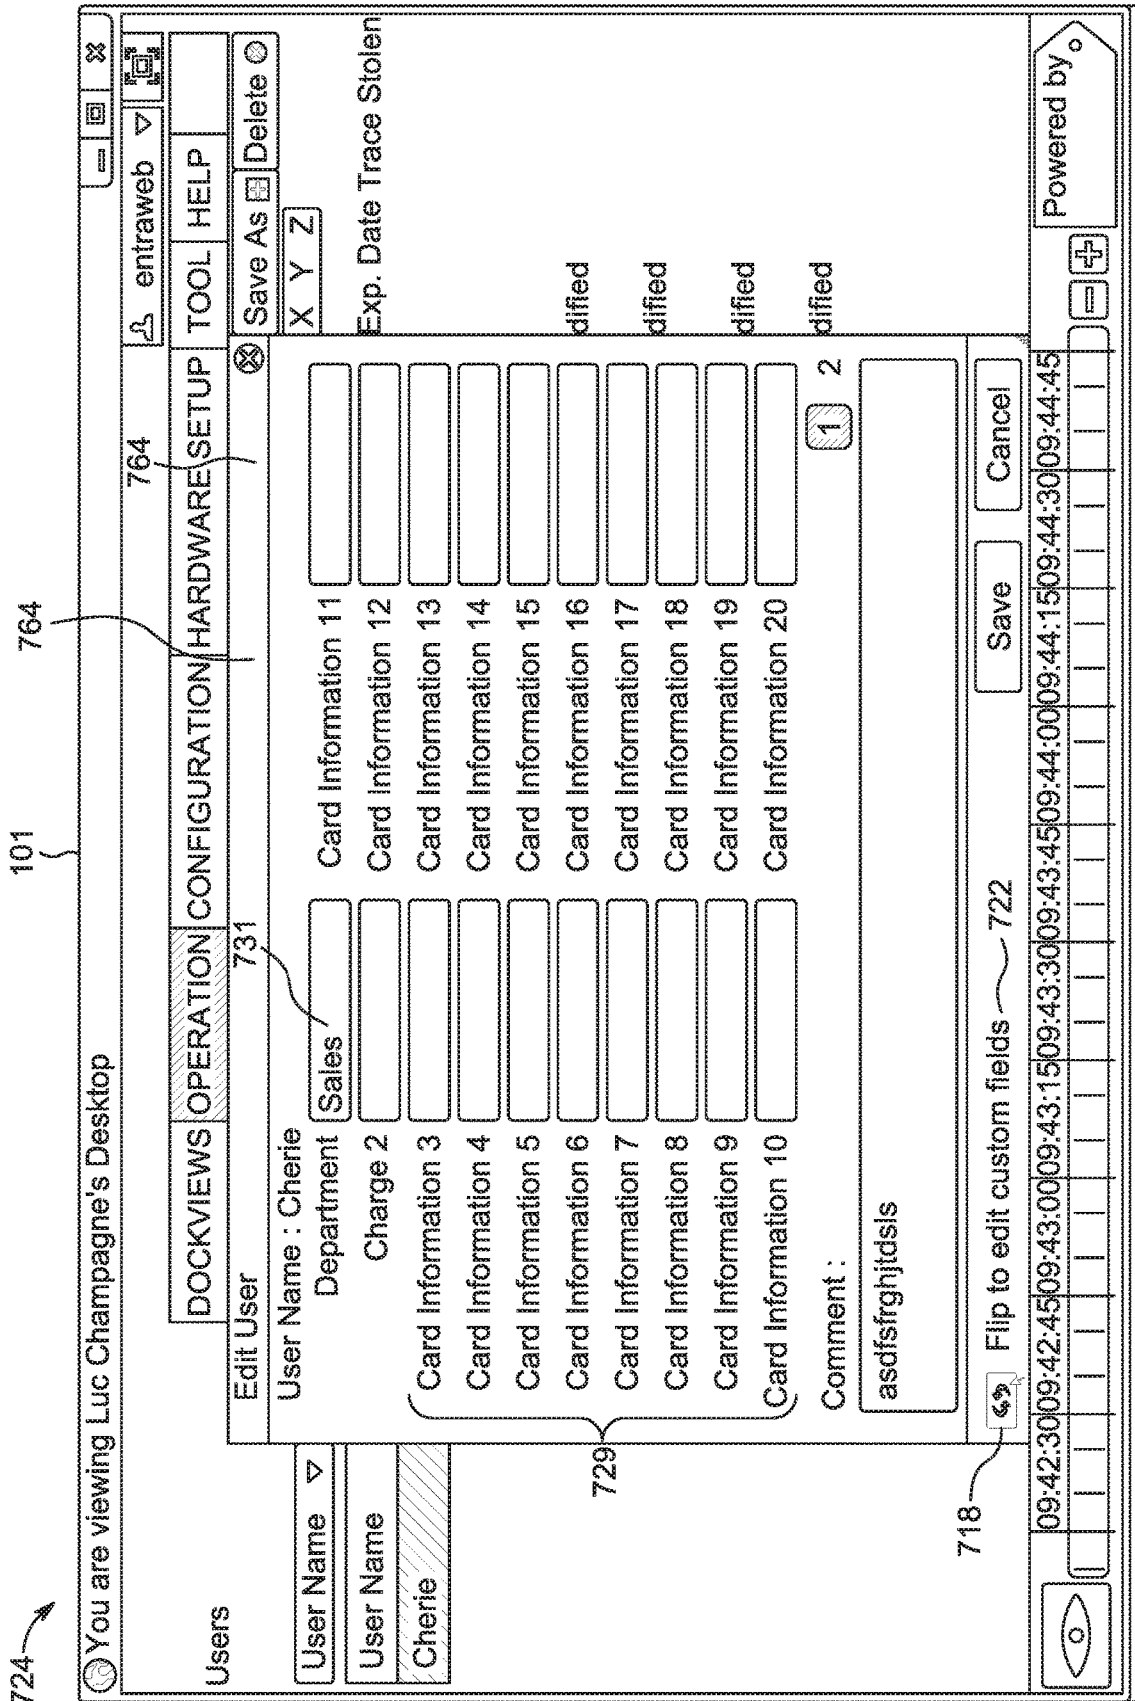 724
101
764
764
You are viewing Luc Champagne's Desktop
entraweb
DOCKVIEWS OPERATION CONFIGURATION HARDWARE SETUP TOOL HELP
Users
Edit User
731
Save As Delete
User Name : Cherie
X Y Z
User Name
Department Sales Card Information 11
User Name
Charge 2 Card Information 12
Exp. Date Trace Stolen
Cherie
Card Information 3 Card Information 13
Card Information 4 Card Information 14
Card Information 5 Card Information 15
Card Information 6 Card Information 16
dified
729
Card Information 7 Card Information 17
Card Information 8 Card Information 18
dified
Card Information 9 Card Information 19
dified
Card Information 10 Card Information 20
Comment :
1 2
dified
asdfsfrghjtdsls
718
Flip to edit custom fields
722
Save Cancel
09:42:30 09:42:45 09:43:00 09:43:15 09:43:30 09:43:45 09:44:00 09:44:15 09:44:30 09:44:45
Powered by